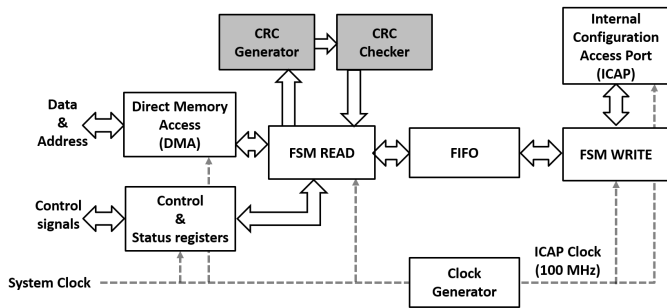 CRC
Generator
CRC
Checker
Internal
Configuration
Access Port
(ICAP)
Data
&
Address
Direct Memory
Access
(DMA)
FSM READ
FIFO
FSM WRITE
Control
signals
Control
&
Status registers
System Clock
Clock
Generator
ICAP Clock
(100 MHz)